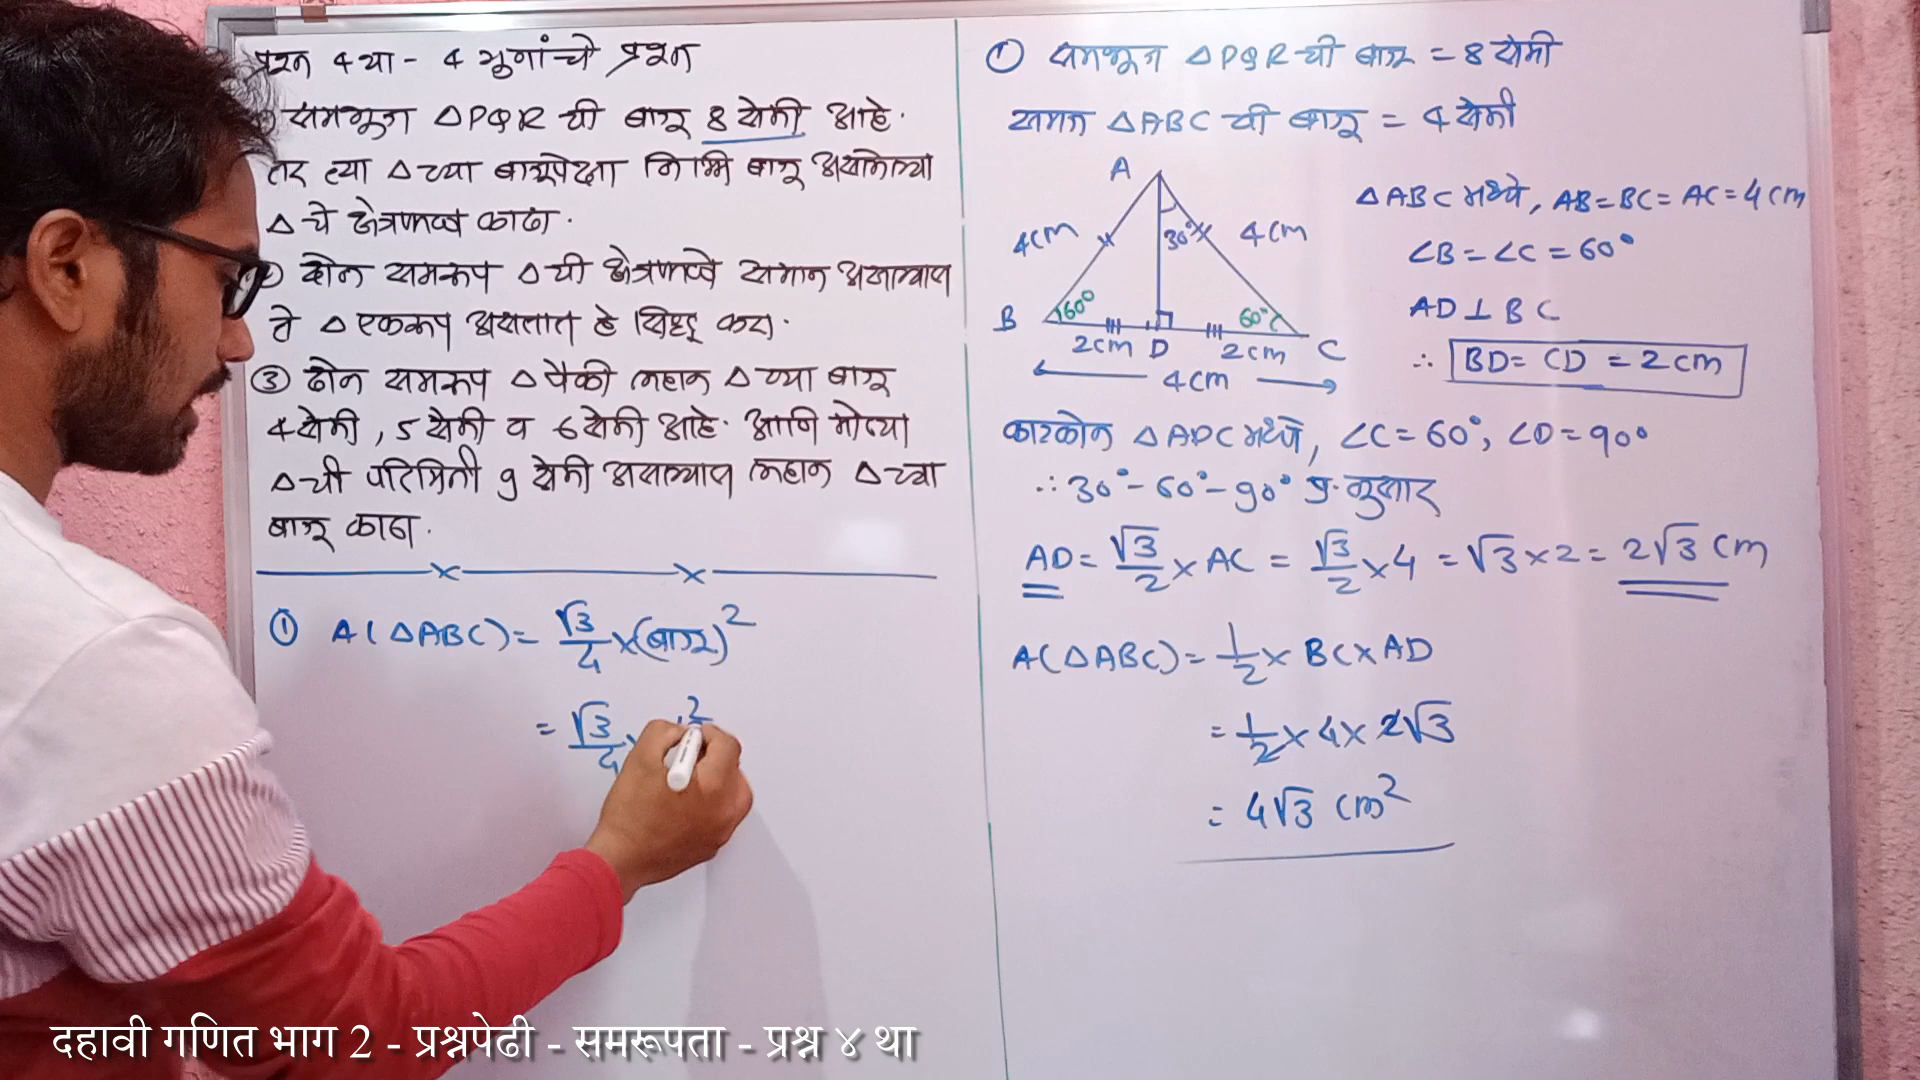 प्रश्न 4 था - 4 गुणांचे प्रश्न
समभुज △PQR ची बाजू 8 सेमी आहे.
तर त्या △च्या बाजूपेक्षा निम्मि बाजू असलेल्या
△चे क्षेत्रफळ काढा.
दोन समरूप △ची क्षेत्रफळे समान असल्यास
ते △ एकरूप असतात हे सिद्ध करा.
③ दोन समरूप △पैकी लहान △च्या बाजू
4 सेमी, 5 सेमी व 6 सेमी आहे. आणि मोठ्या
△ची परिमिती 9 सेमी असल्यास लहान △च्या
बाजू काढा.
① A(△ABC) = √3/4 × (बाजू)²
= √3/4 ²
① समभुज △PQR ची बाजू = 8 सेमी
समज △ABC ची बाजू = 4 सेमी
A
4cm 30° 4cm
B 60° 60° C
2cm D 2cm
4cm
△ABC मध्ये, AB = BC = AC = 4 cm
∠B = ∠C = 60°
AD ⊥ BC
∴ BD = CD = 2 cm
काटकोन △ADC मध्ये, ∠C = 60°, ∠D = 90°
∴ 30° - 60° - 90° प्र. नुसार
AD = √3/2 × AC = √3/2 × 4 = √3 × 2 = 2√3 cm
A(△ABC) = 1/2 × BC × AD
= 1/2 × 4 × 2√3
= 4√3 cm²
दहावी गणित भाग 2 - प्रश्नपेढी - समरूपता - प्रश्न ४ था